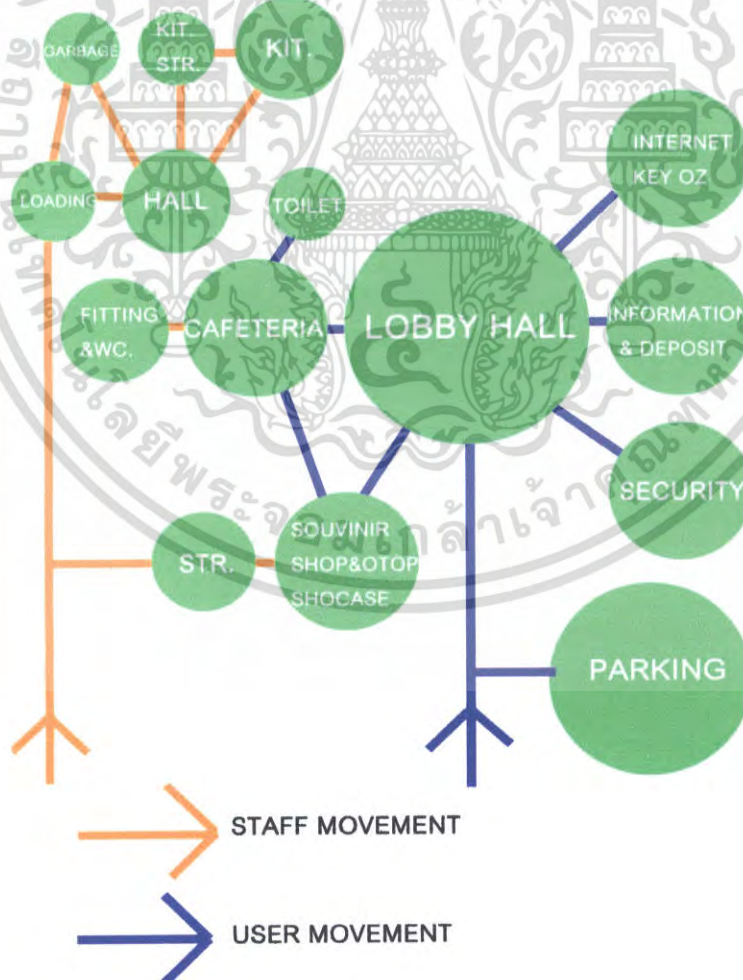 GARBAGE
KIT.
STR.
KIT.
INTERNET
KEY OZ
LOADING
HALL
TOILET
FITTING
&WC.
CAFETERIA
LOBBY HALL
INFORMATION
& DEPOSIT
SECURITY
STR.
SOUVINIR
SHOP&OTOP
SHOCASE
PARKING
STAFF MOVEMENT
USER MOVEMENT